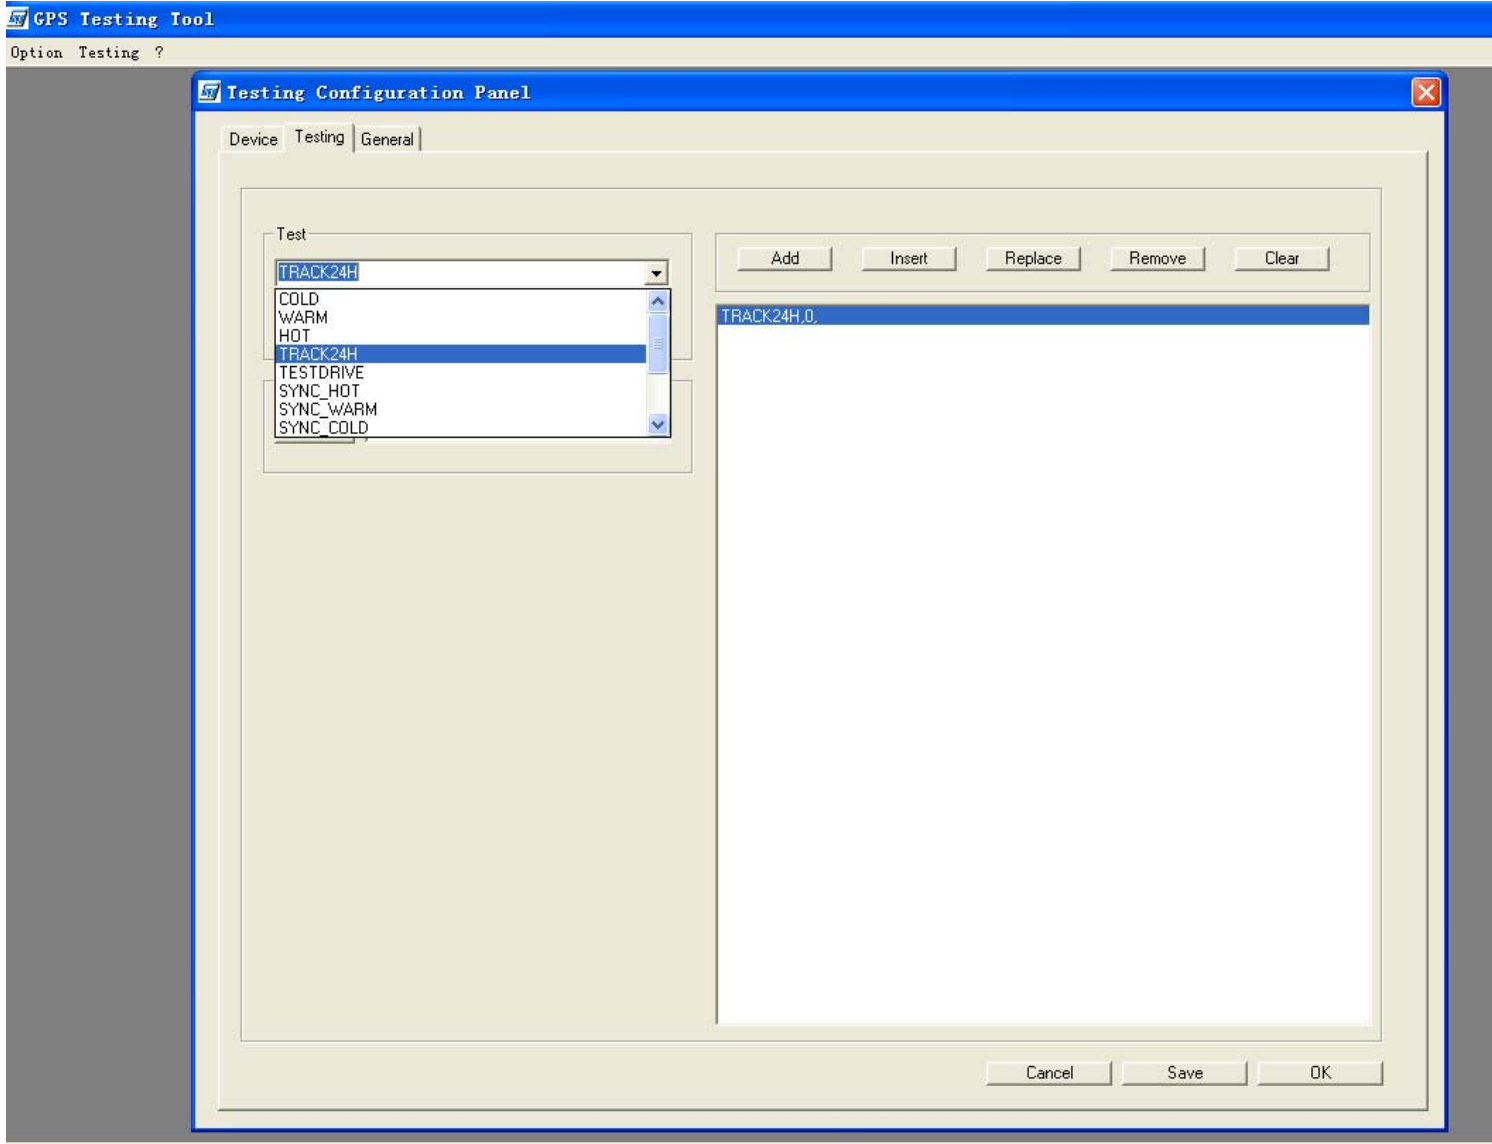 GPS Testing Tool
Option Testing ?
Testing Configuration Panel
Device Testing General
Test
TRACK24H
COLD
WARM
HOT
TRACK24H
TESTDRIVE
SYNC_HOT
SYNC_WARM
SYNC_COLD
Add Insert Replace Remove Clear
TRACK24H,0,
Cancel Save OK